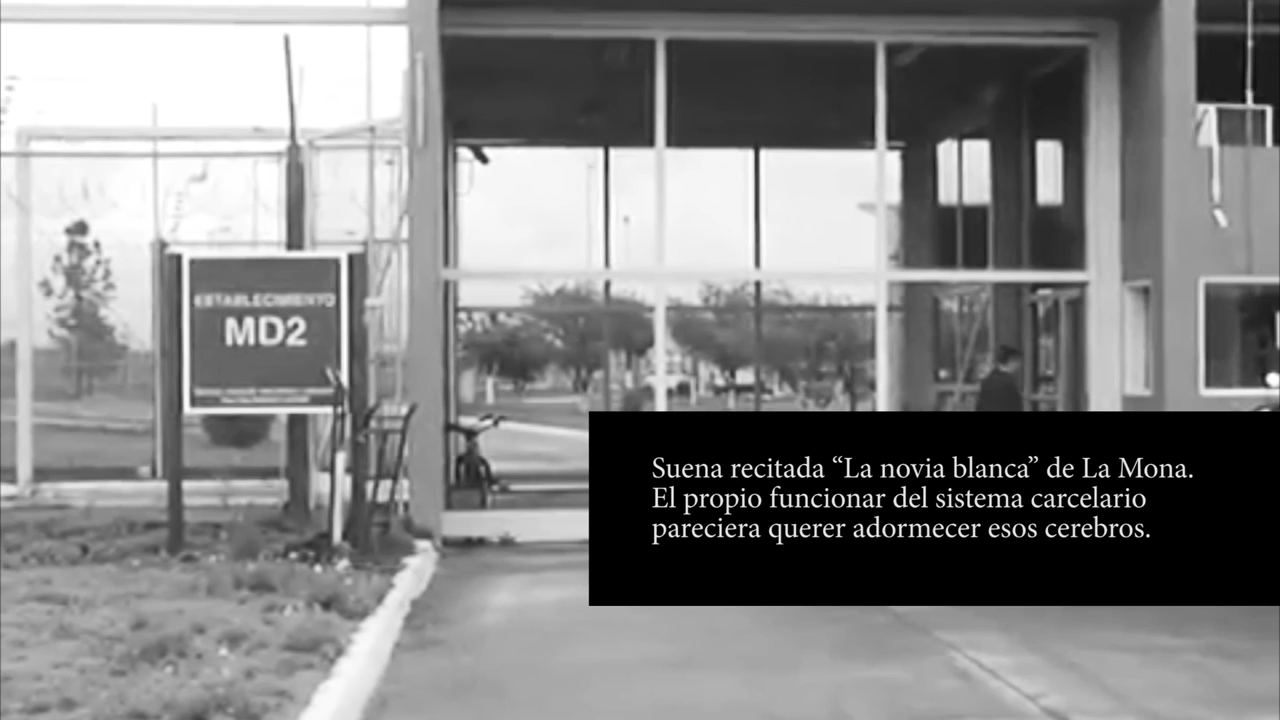 ESTABLECIMIENTO
MD2
Suena recitada “La novia blanca” de La Mona.
El propio funcionar del sistema carcelario
pareciera querer adormecer esos cerebros.